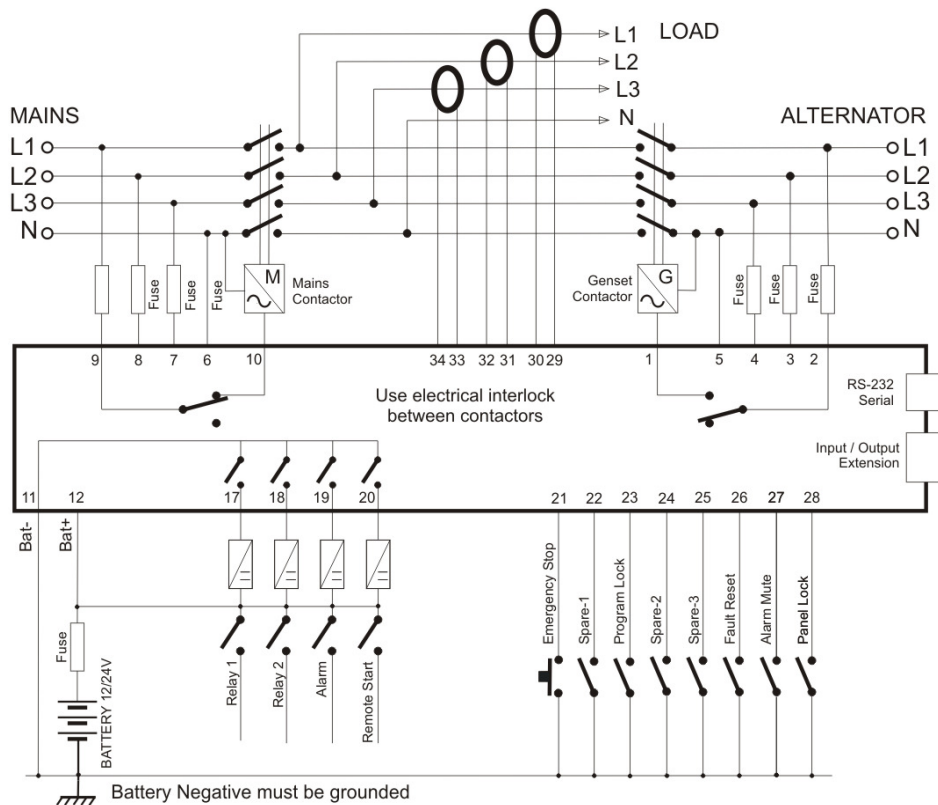 L1 LOAD
L2
L3
N
MAINS
L1
L2
L3
N
ALTERNATOR
L1
L2
L3
N
Fuse
Fuse
Fuse
M
Mains
Contactor
Genset
Contactor
G
Fuse
Fuse
Fuse
9 8 7 6 10 34 33 32 31 30 29 1 5 4 3 2
Use electrical interlock
between contactors
RS-232
Serial
Input / Output
Extension
11 12 17 18 19 20 21 22 23 24 25 26 27 28
Bat-
Bat+
Fuse
BATTERY 12/24V
Relay 1
Relay 2
Alarm
Remote Start
Emergency Stop
Spare-1
Program Lock
Spare-2
Spare-3
Fault Reset
Alarm Mute
Panel Lock
Battery Negative must be grounded